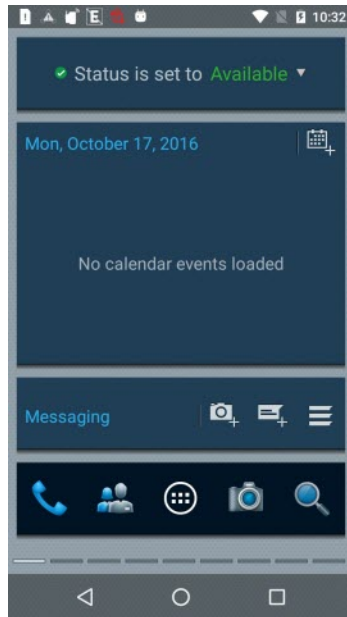 E
10:32
Status is set to Available
Mon, October 17, 2016
No calendar events loaded
Messaging